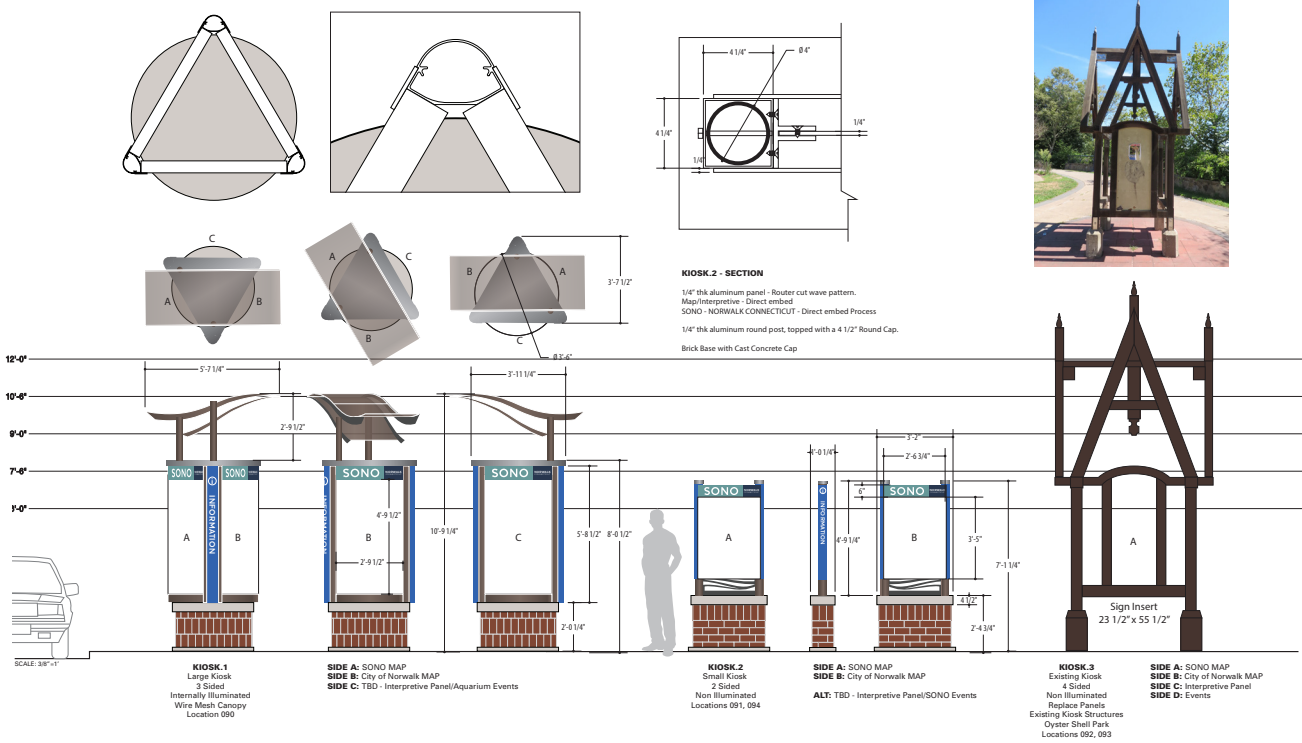 4 1/4"
Ø 4"
4 1/4"
1/4"
1/4"
C
A
B
A
C
B
B
A
C
3'-7 1/2"
Ø 3'-6"
KIOSK.2 - SECTION
1/4" thk aluminum panel - Router cut wave pattern.
Map/Interpretive - Direct embed
SONO - NORWALK CONNECTICUT - Direct embed Process
1/4" thk aluminum round post, topped with a 4 1/2" Round Cap.
Brick Base with Cast Concrete Cap
12'-0"
10'-6"
9'-0"
7'-6"
5'-7 1/4"
2'-9 1/2"
3'-11 1/4"
SONO
SONO
INFORMATION
A
B
SONO
INFORMATION
4'-9 1/2"
B
2'-9 1/2"
10'-9 1/4"
C
5'-8 1/2"
8'-0 1/2"
2'-0 1/4"
SONO
A
INFORMATION
4'-9 1/4"
3'-2"
2'-6 3/4"
6"
SONO
B
3'-5"
7'-1 1/4"
4 1/2"
2'-4 3/4"
A
Sign Insert
23 1/2" x 55 1/2"
SCALE: 3/8"=1'
KIOSK.1
Large Kiosk
3 Sided
Internally Illuminated
Wire Mesh Canopy
Location 090
SIDE A: SONO MAP
SIDE B: City of Norwalk MAP
SIDE C: TBD - Interpretive Panel/Aquarium Events
KIOSK.2
Small Kiosk
2 Sided
Non Illuminated
Locations 091, 094
SIDE A: SONO MAP
SIDE B: City of Norwalk MAP
ALT: TBD - Interpretive Panel/SONO Events
KIOSK.3
Existing Kiosk
4 Sided
Non Illuminated
Replace Panels
Existing Kiosk Structures
Oyster Shell Park
Locations 092, 093
SIDE A: SONO MAP
SIDE B: City of Norwalk MAP
SIDE C: Interpretive Panel
SIDE D: Events